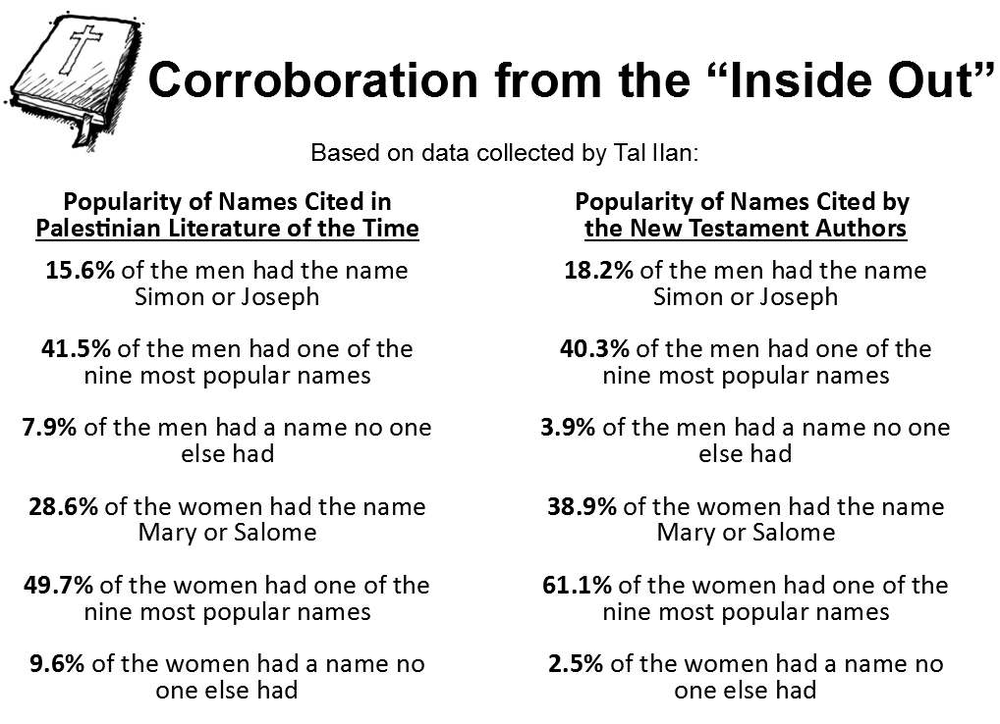 Corroboration from the “Inside Out”
Based on data collected by Tal Ilan:
Popularity of Names Cited in
Palestinian Literature of the Time
15.6% of the men had the name
Simon or Joseph
41.5% of the men had one of the
nine most popular names
7.9% of the men had a name no one
else had
28.6% of the women had the name
Mary or Salome
49.7% of the women had one of the
nine most popular names
9.6% of the women had a name no
one else had
Popularity of Names Cited by
the New Testament Authors
18.2% of the men had the name
Simon or Joseph
40.3% of the men had one of the
nine most popular names
3.9% of the men had a name no one
else had
38.9% of the women had the name
Mary or Salome
61.1% of the women had one of the
nine most popular names
2.5% of the women had a name no
one else had